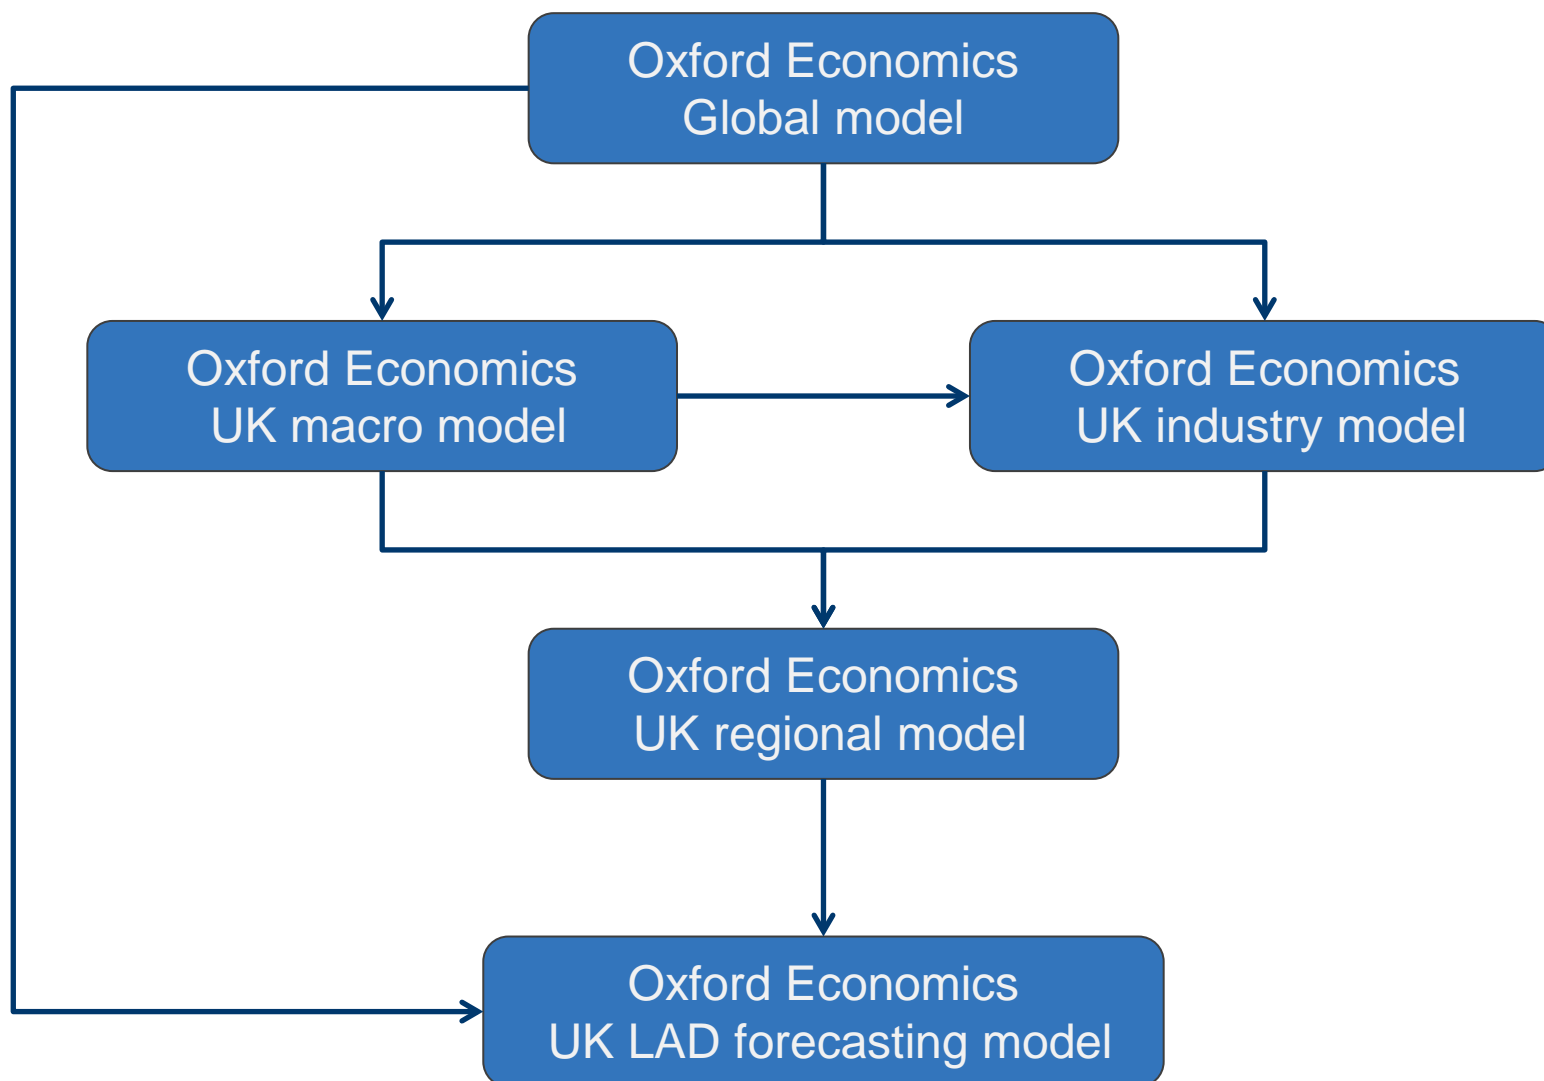 Oxford Economics
Global model
Oxford Economics
UK macro model
Oxford Economics
UK industry model
Oxford Economics
UK regional model
Oxford Economics
UK LAD forecasting model